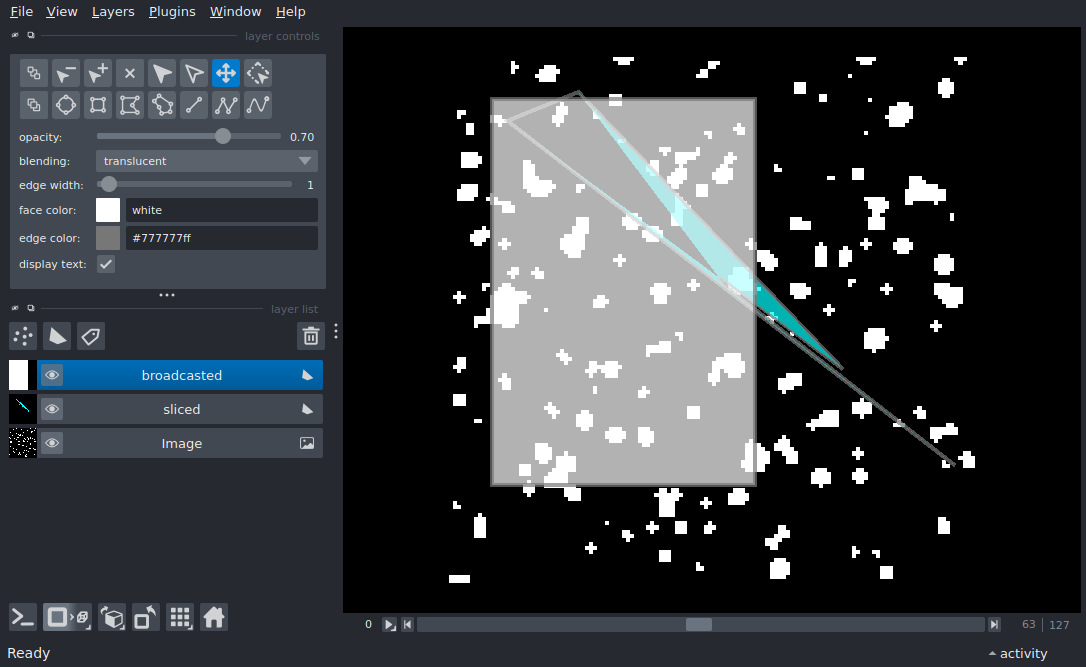 File View Layers Plugins Window Help
layer controls
opacity: 0.70
blending: translucent
edge width: 1
face color: white
edge color: #777777ff
display text:
layer list
broadcasted
sliced
Image
0 63 127
Ready activity